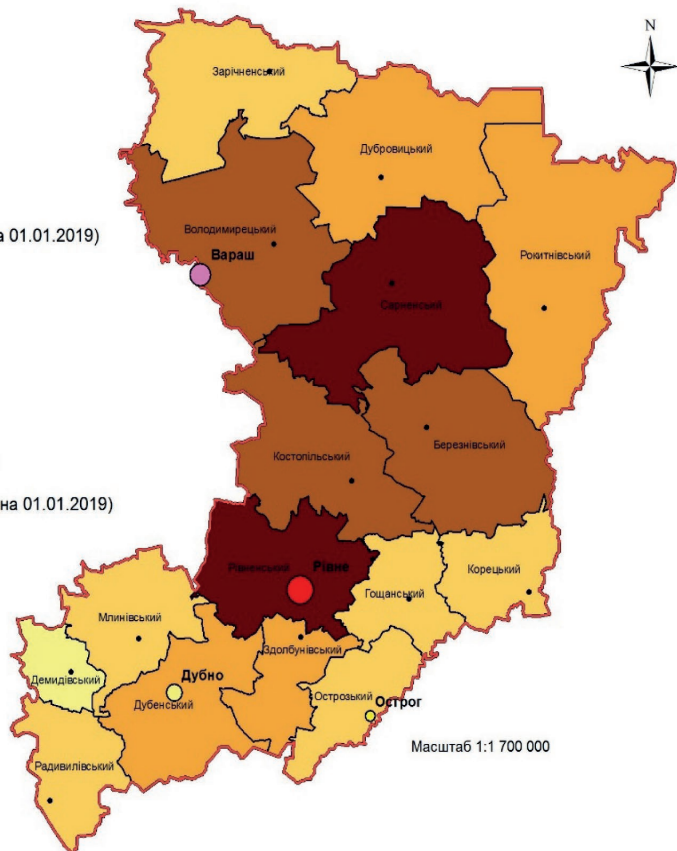 N
Зарічненський
Дубровицький
а 01.01.2019)
Володимирецький
Вараш
Рокитнівський
Сарненський
Березнівський
Костопільський
на 01.01.2019)
Рівненський Рівне
Корецький
Гощанський
Млинівський
Здолбунівський
Демидівський
Дубно
Острозький
Острог
Дубенський
Масштаб 1:1 700 000
Радивилівський